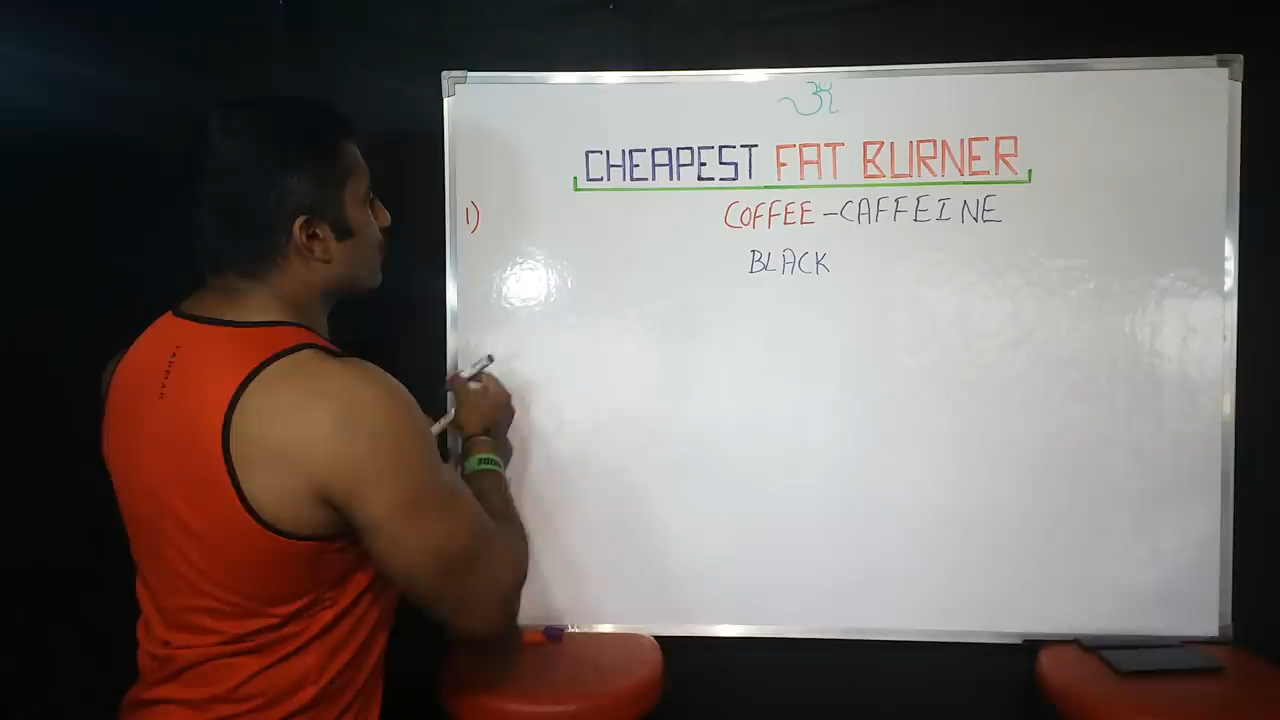 ॐ
CHEAPEST FAT BURNER
1) COFFEE - CAFFEINE
BLACK